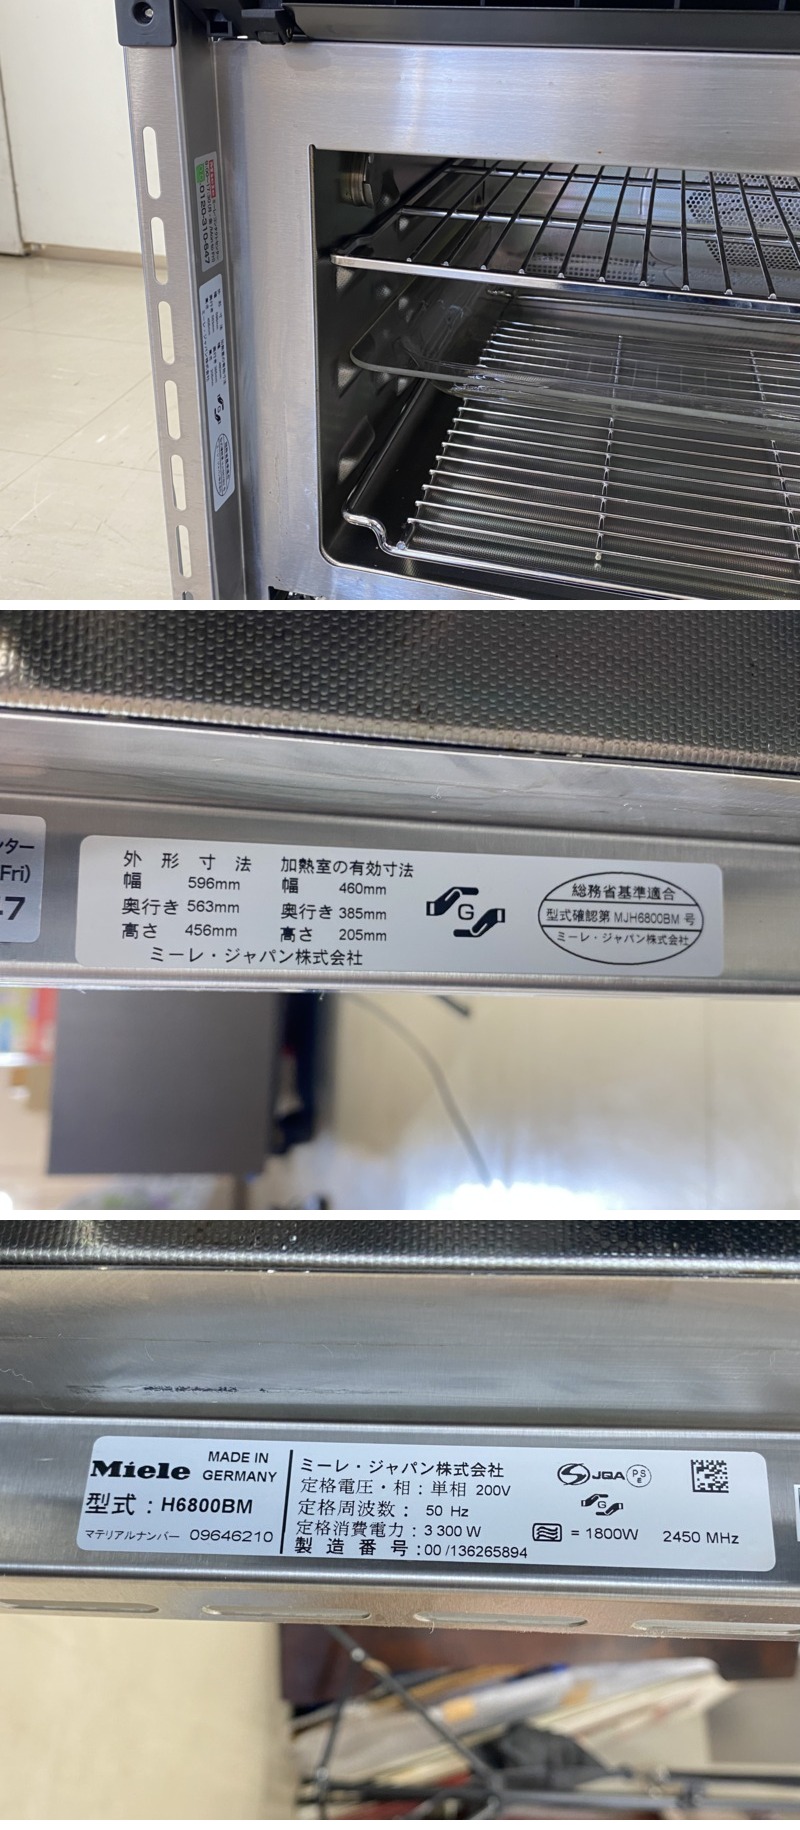 0120-310-647
ンター
Fri)
47
外形寸法
幅 596mm
奥行き 563mm
高さ 456mm
加熱室の有効寸法
幅 460mm
奥行き 385mm
高さ 205mm
ミーレ・ジャパン株式会社
G
総務省基準適合
型式確認第 MJH6800BM 号
ミーレ・ジャパン株式会社
Miele
MADE IN
GERMANY
型式：H6800BM
マテリアルナンバー 09646210
ミーレ・ジャパン株式会社
定格電圧・相：単相 200V
定格周波数： 50 Hz
定格消費電力：3 300 W
製造番号：00 /136265894
JQA
PS
E
G
= 1800W 2450 MHz